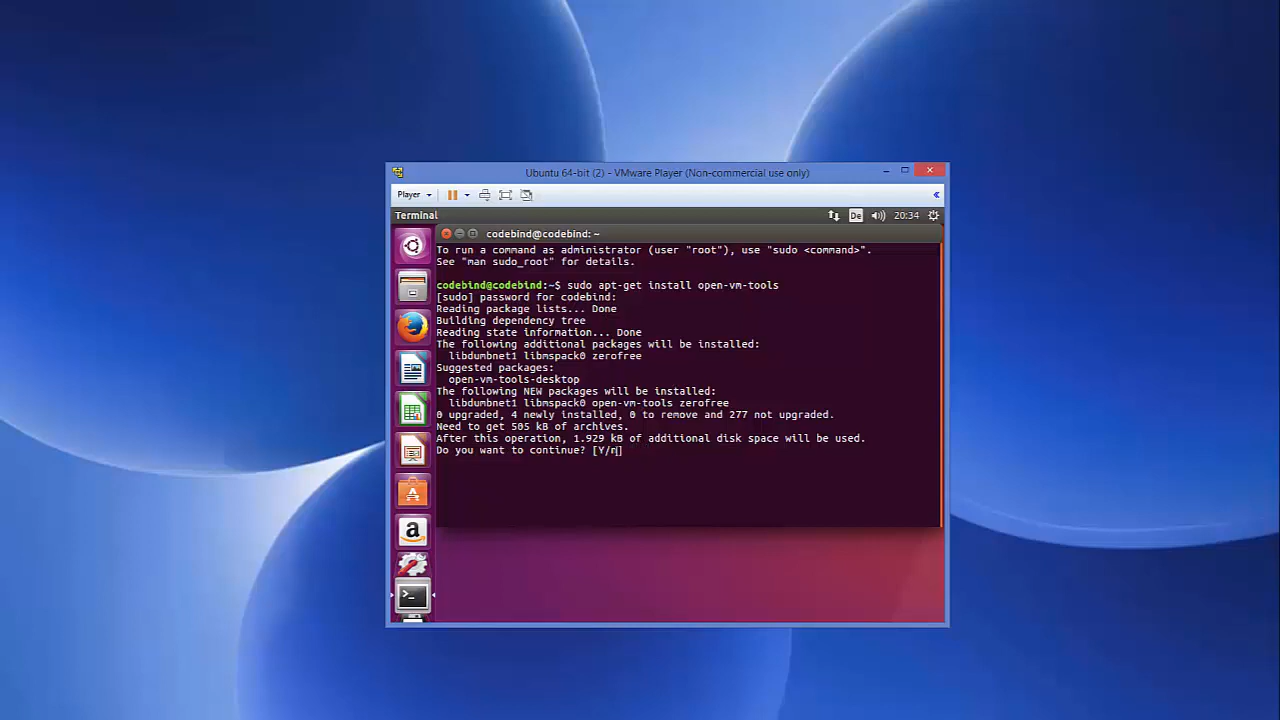 Ubuntu 64-bit (2) - VMware Player (Non-commercial use only)
Player
Terminal
De
20:34
codebind@codebind: ~
To run a command as administrator (user "root"), use "sudo <command>".
See "man sudo_root" for details.
codebind@codebind:~$ sudo apt-get install open-vm-tools
[sudo] password for codebind:
Reading package lists... Done
Building dependency tree
Reading state information... Done
The following additional packages will be installed:
libdumbnet1 libmspack0 zerofree
Suggested packages:
open-vm-tools-desktop
The following NEW packages will be installed:
libdumbnet1 libmspack0 open-vm-tools zerofree
0 upgraded, 4 newly installed, 0 to remove and 277 not upgraded.
Need to get 505 kB of archives.
After this operation, 1.929 kB of additional disk space will be used.
Do you want to continue? [Y/n]